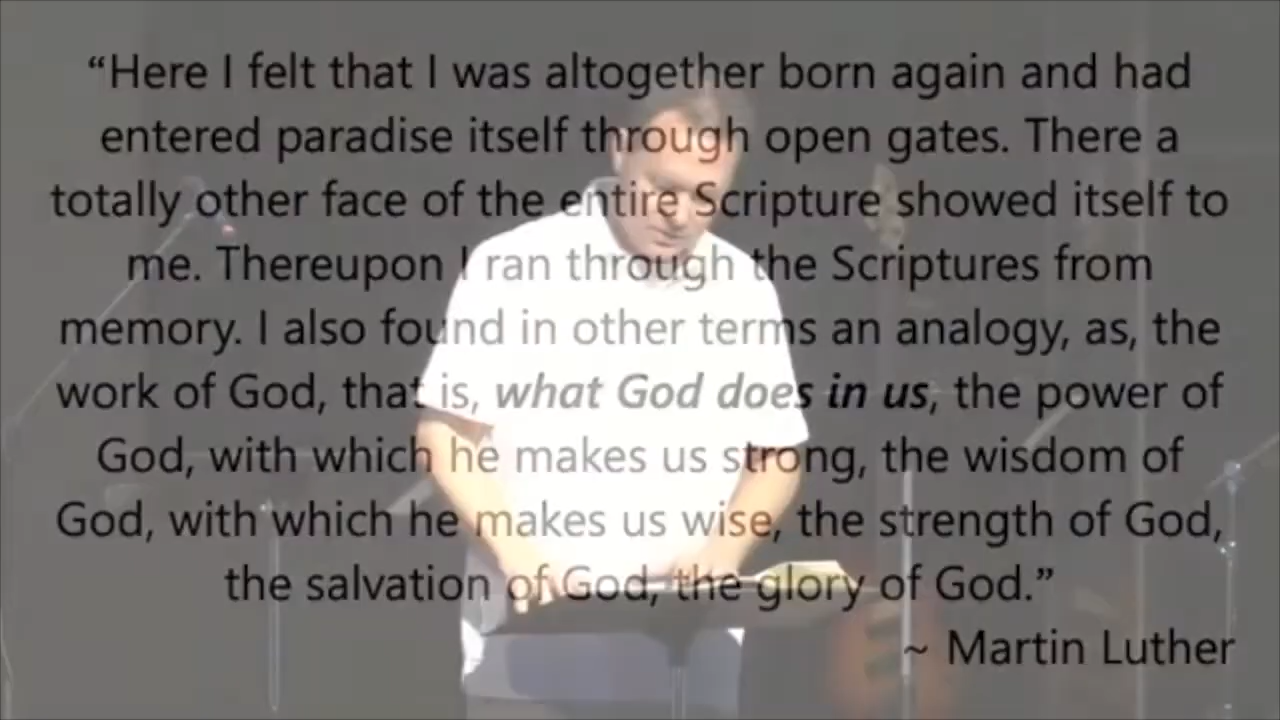 “Here I felt that I was altogether born again and had
entered paradise itself through open gates. There a
totally other face of the entire Scripture showed itself to
me. Thereupon I ran through the Scriptures from
memory. I also found in other terms an analogy, as, the
work of God, that is, what God does in us, the power of
God, with which he makes us strong, the wisdom of
God, with which he makes us wise, the strength of God,
the salvation of God, the glory of God.”
~ Martin Luther